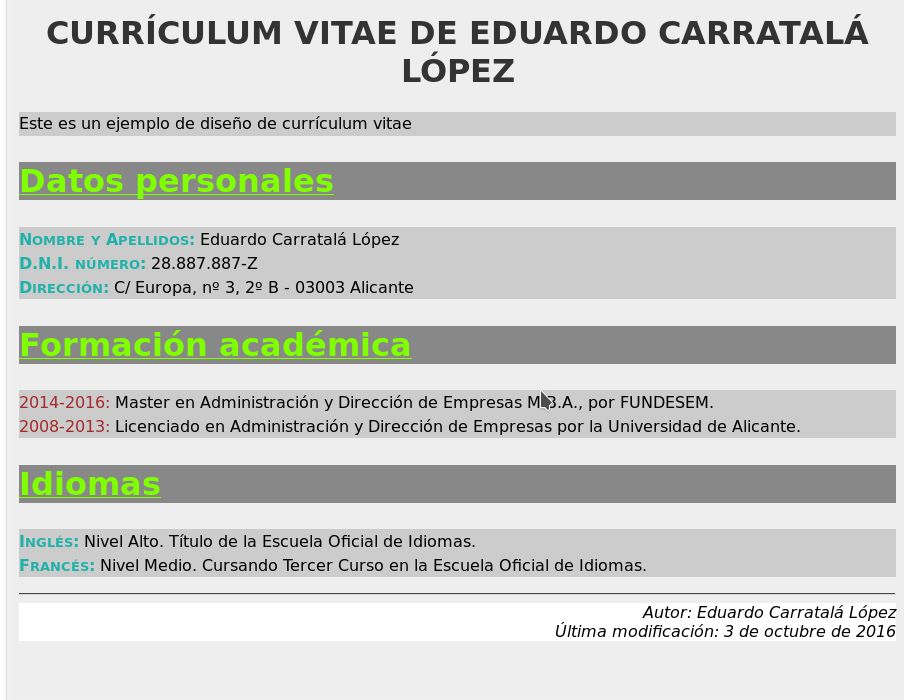 CURRÍCULUM VITAE DE EDUARDO CARRATALÁ
LÓPEZ
Este es un ejemplo de diseño de currículum vitae
Datos personales
Nombre y Apellidos: Eduardo Carratalá López
D.N.I. número: 28.887.887-Z
Dirección: C/ Europa, nº 3, 2º B - 03003 Alicante
Formación académica
2014-2016: Master en Administración y Dirección de Empresas M.B.A., por FUNDESEM.
2008-2013: Licenciado en Administración y Dirección de Empresas por la Universidad de Alicante.
Idiomas
Inglés: Nivel Alto. Título de la Escuela Oficial de Idiomas.
Francés: Nivel Medio. Cursando Tercer Curso en la Escuela Oficial de Idiomas.
Autor: Eduardo Carratalá López
Última modificación: 3 de octubre de 2016